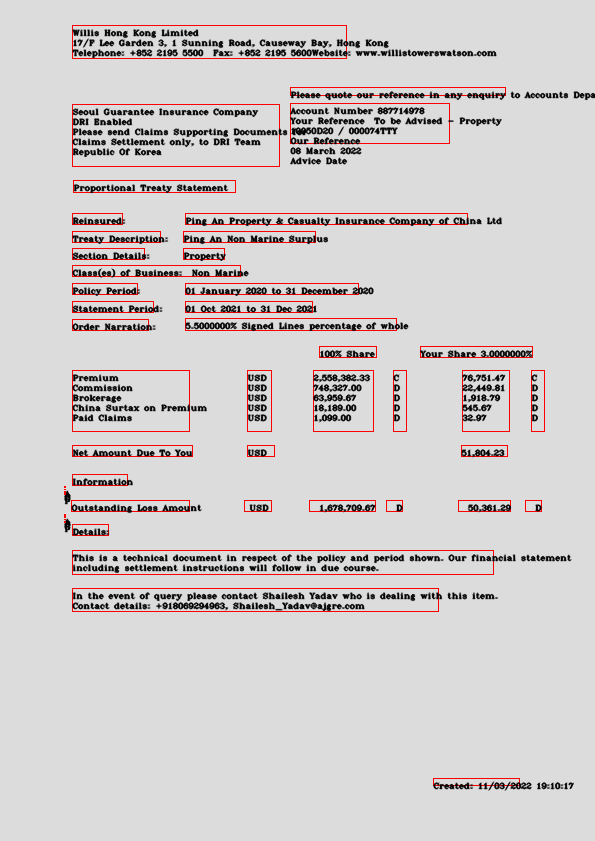 Willis Hong Kong Limited
17/F Lee Garden 3, 1 Sunning Road, Causeway Bay, Hong Kong
Telephone: +852 2195 5500  Fax: +852 2195 5600Website: www.willistowerswatson.com
Please quote our reference in any enquiry to Accounts Depa
Seoul Guarantee Insurance Company
DRI Enabled
Please send Claims Supporting Documents
Claims Settlement only, to DRI Team
Republic Of Korea
Account Number 887714978
Your Reference  To be Advised - Property
/ 000074TTY
Our Reference
08 March 2022
Advice Date
Proportional Treaty Statement
Reinsured: Ping An Property & Casualty Insurance Company of China Ltd
Treaty Description: Ping An Non Marine Surplus
Section Details: Property
Class(es) of Business:  Non Marine
Policy Period: 01 January 2020 to 31 December 2020
Statement Period: 01 Oct 2021 to 31 Dec 2021
Order Narration: 5.5000000% Signed Lines percentage of whole
100% Share Your Share 3.0000000%
Premium USD 2,558,382.33 C 76,751.47 C
Commission USD 748,327.00 D 22,449.81 D
Brokerage USD 63,959.67 D 1,918.79 D
China Surtax on Premium USD 18,189.00 D 545.67 D
Paid Claims USD 1,099.00 D 32.97 D
Net Amount Due To You USD 51,804.23
Information
Outstanding Loss Amount USD 1,678,709.67 D 50,361.29 D
Details:
This is a technical document in respect of the policy and period shown. Our financial statement
including settlement instructions will follow in due course.
In the event of query please contact Shailesh Yadav who is dealing with this item.
Contact details: +918069294963, Shailesh_Yadav@ajgre.com
Created: 11/03/2022 19:10:17